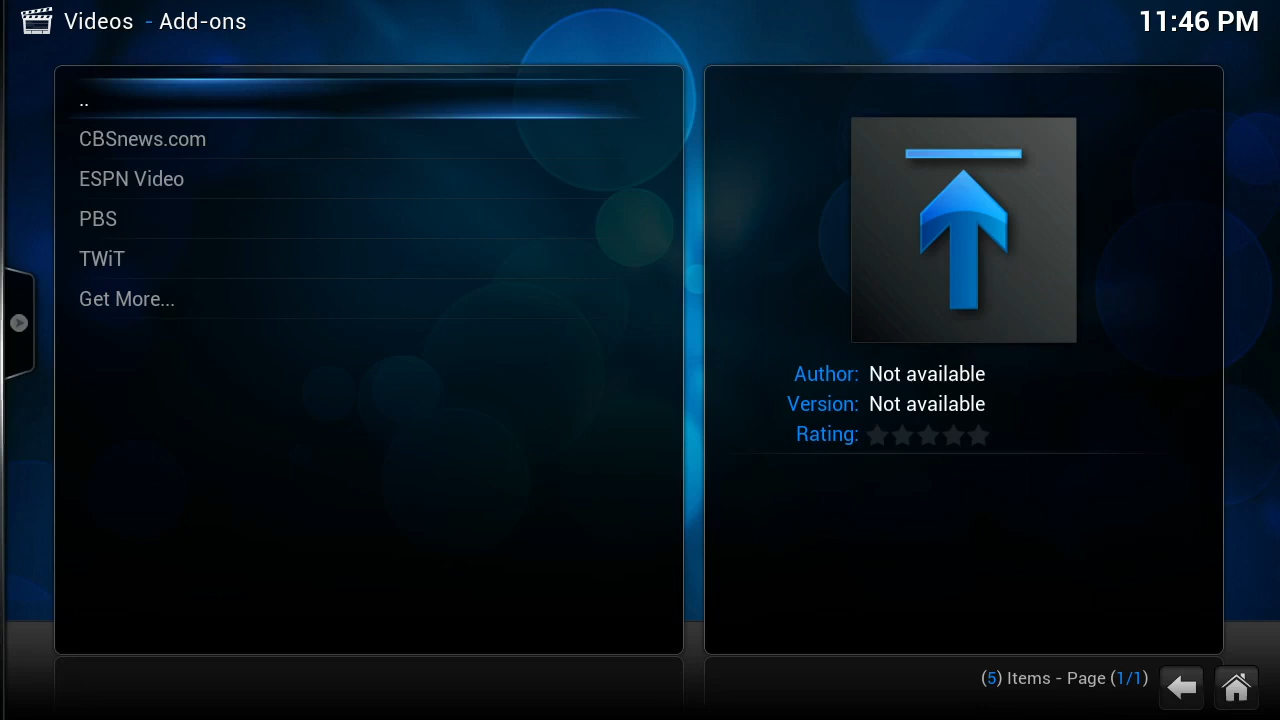 Videos - Add-ons
11:46 PM
..
CBSnews.com
ESPN Video
PBS
TWiT
Get More...
Author: Not available
Version: Not available
Rating:
(5) Items - Page (1/1)